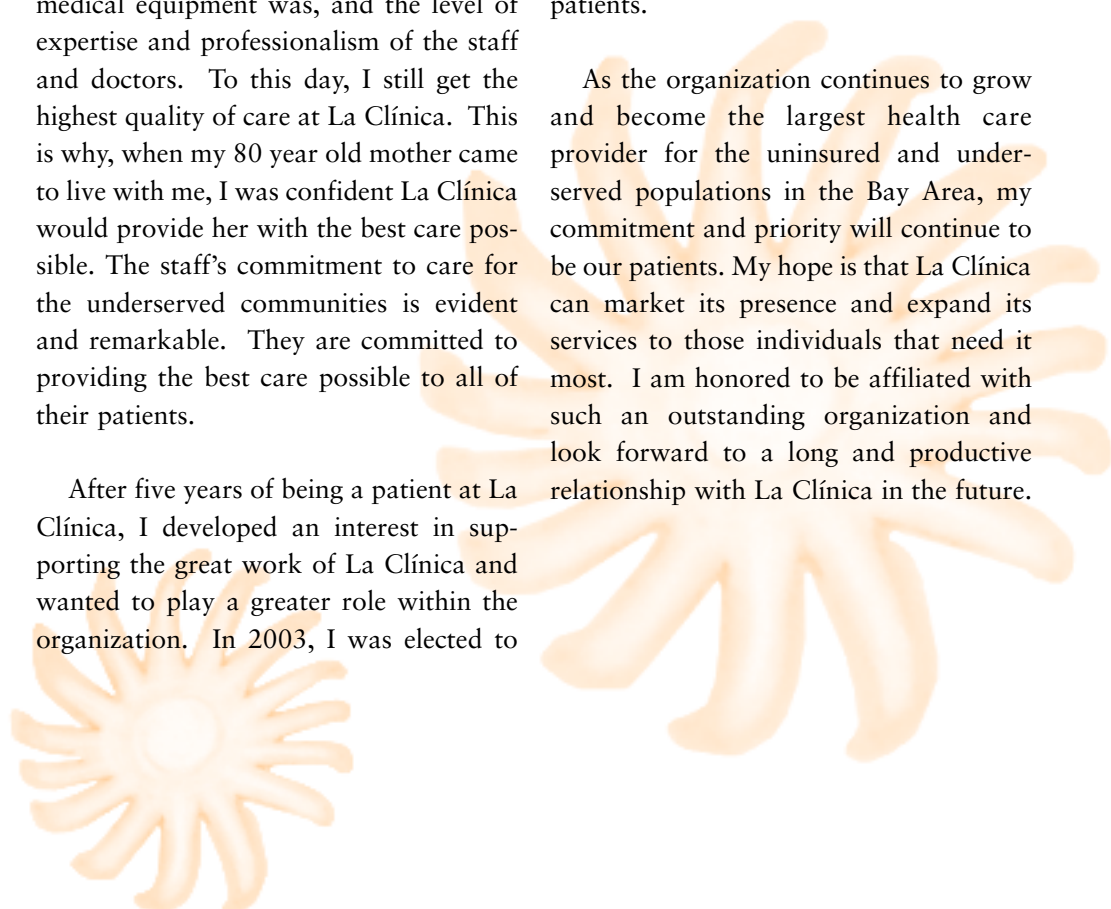 medical equipment was, and the level of
expertise and professionalism of the staff
and doctors.  To this day, I still get the
highest quality of care at La Clínica.  This
is why, when my 80 year old mother came
to live with me, I was confident La Clínica
would provide her with the best care pos-
sible. The staff's commitment to care for
the underserved communities is evident
and remarkable.  They are committed to
providing the best care possible to all of
their patients.
After five years of being a patient at La
Clínica, I developed an interest in sup-
porting the great work of La Clínica and
wanted to play a greater role within the
organization.  In 2003, I was elected to
patients.
As the organization continues to grow
and become the largest health care
provider for the uninsured and under-
served populations in the Bay Area, my
commitment and priority will continue to
be our patients. My hope is that La Clínica
can market its presence and expand its
services to those individuals that need it
most.  I am honored to be affiliated with
such an outstanding organization and
look forward to a long and productive
relationship with La Clínica in the future.